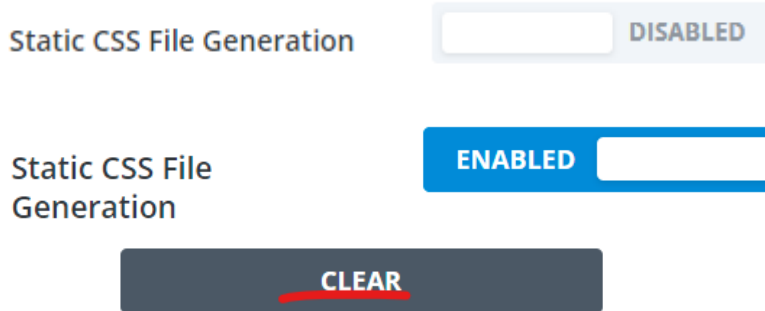 Static CSS File Generation
DISABLED
Static CSS File
Generation
ENABLED
CLEAR